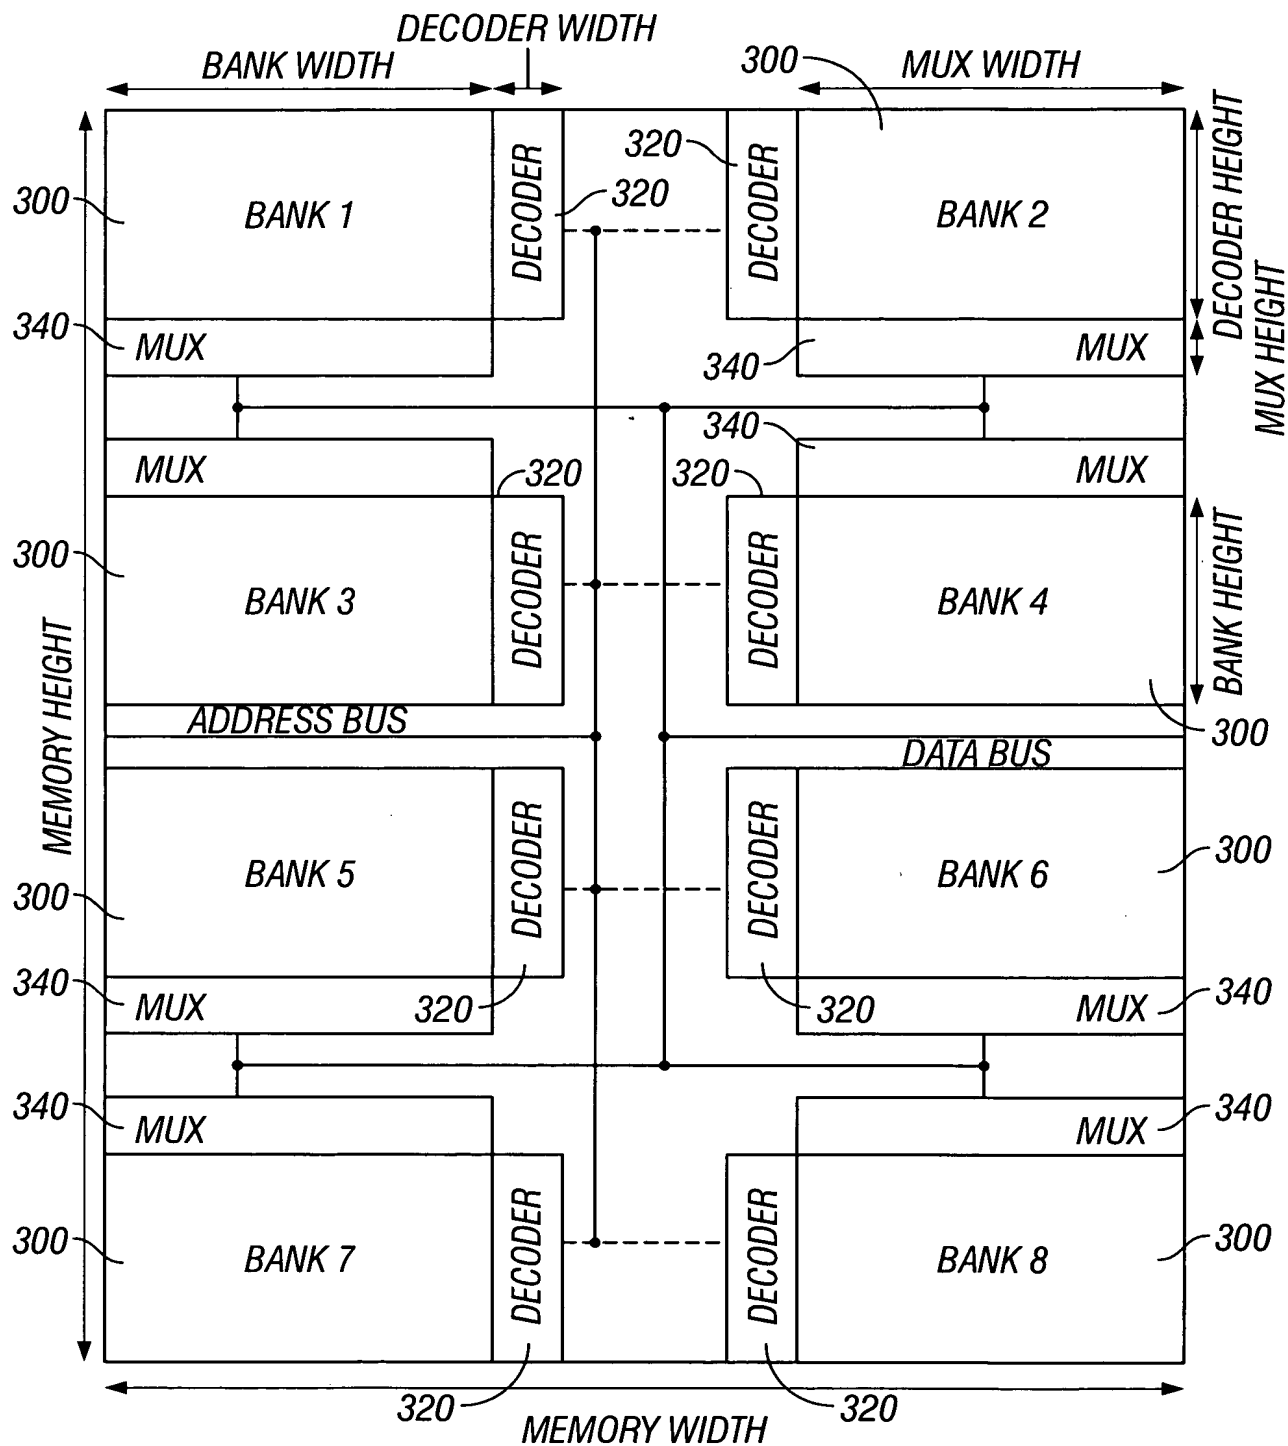 DECODER WIDTH
BANK WIDTH
300
MUX WIDTH
320
DECODER
320
DECODER
300
BANK 1
BANK 2
DECODER HEIGHT
340
MUX
340
MUX
MUX HEIGHT
340
MUX
320
320
MUX
300
BANK 3
DECODER
DECODER
BANK 4
BANK HEIGHT
MEMORY HEIGHT
ADDRESS BUS
300
DATA BUS
300
BANK 5
DECODER
DECODER
BANK 6
300
340
MUX
320
320
MUX
340
340
MUX
MUX
340
300
BANK 7
DECODER
DECODER
BANK 8
300
320
320
MEMORY WIDTH